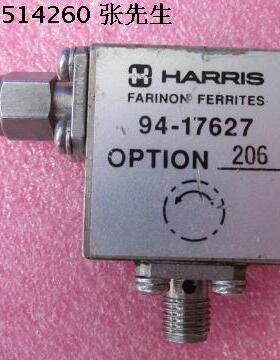 514260 张先生
HARRIS
FARINON FERRITES
94-17627
OPTION 206